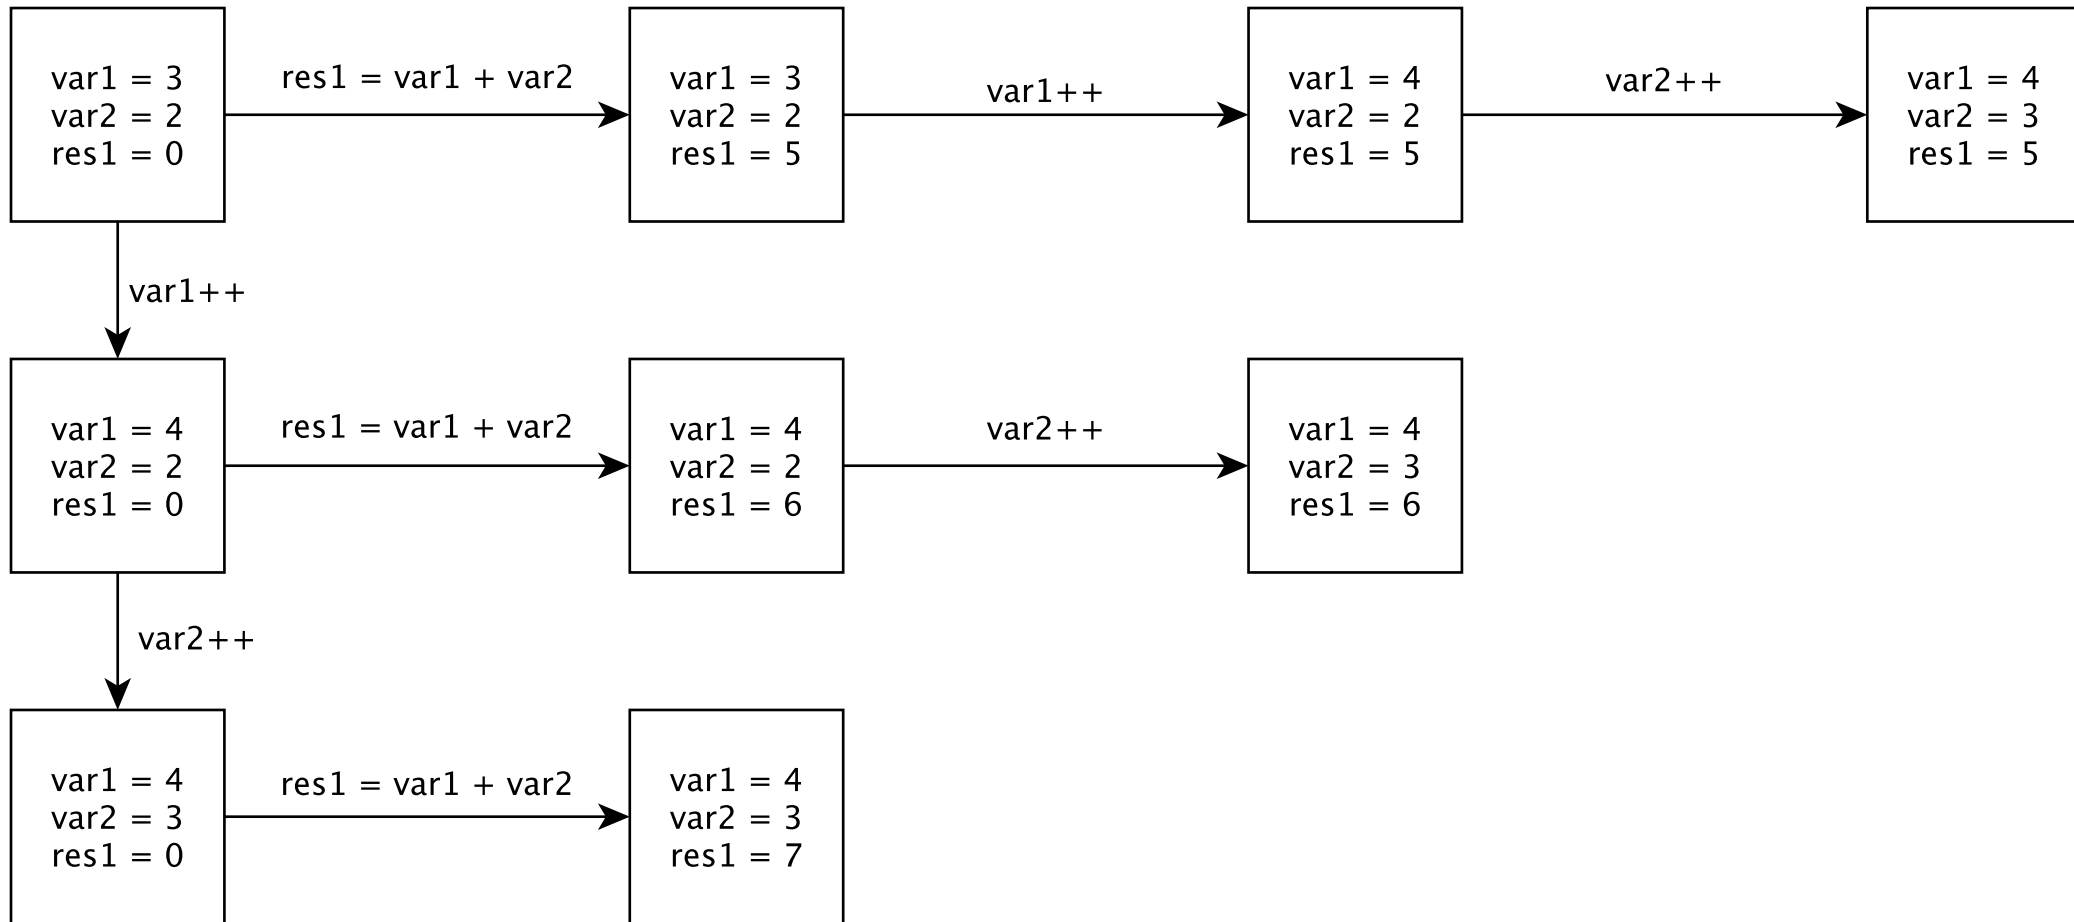 var1 = 3
var2 = 2
res1 = 0
res1 = var1 + var2
var1 = 3
var2 = 2
res1 = 5
var1++
var1 = 4
var2 = 2
res1 = 5
var2++
var1 = 4
var2 = 3
res1 = 5
var1++
var1 = 4
var2 = 2
res1 = 0
res1 = var1 + var2
var1 = 4
var2 = 2
res1 = 6
var2++
var1 = 4
var2 = 3
res1 = 6
var2++
var1 = 4
var2 = 3
res1 = 0
res1 = var1 + var2
var1 = 4
var2 = 3
res1 = 7